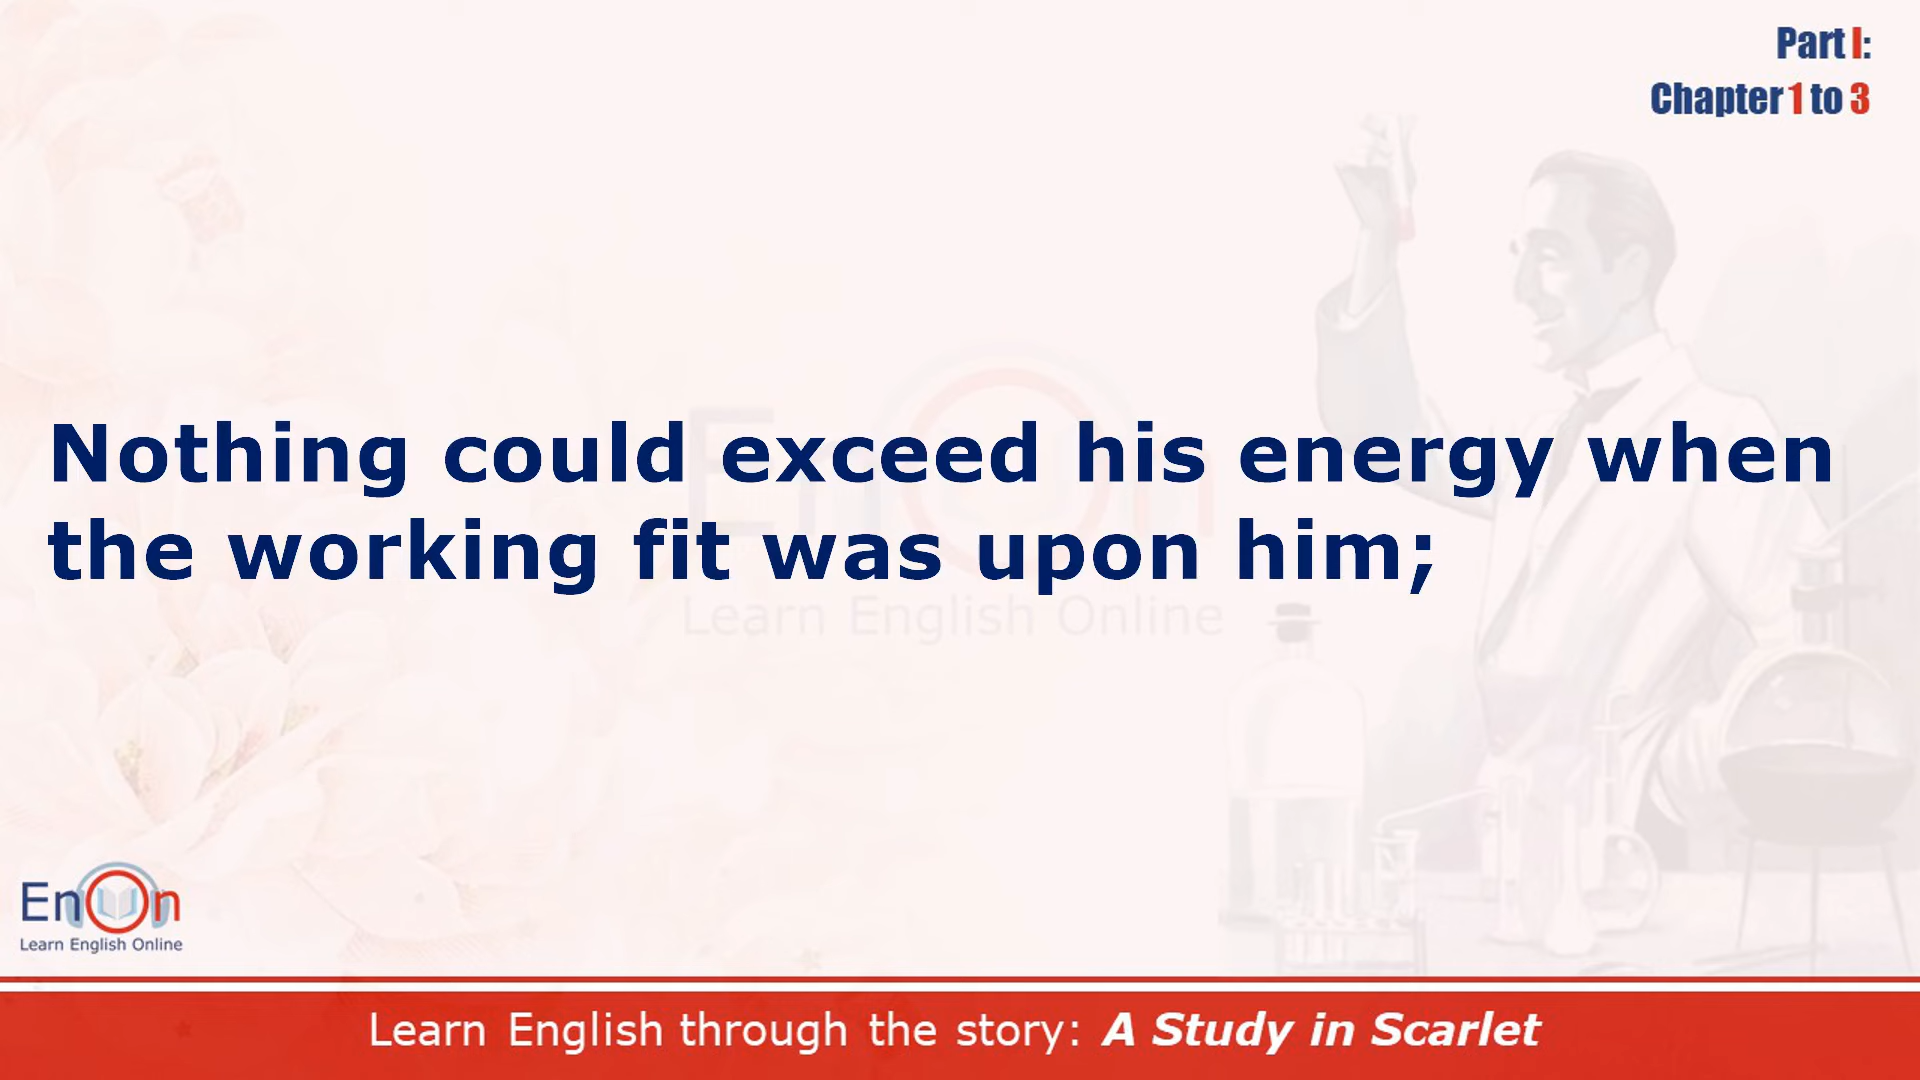 Part I:
Chapter 1 to 3
Nothing could exceed his energy when
the working fit was upon him;
EnOn
Learn English Online
EnOn
Learn English Online
Learn English through the story: A Study in Scarlet